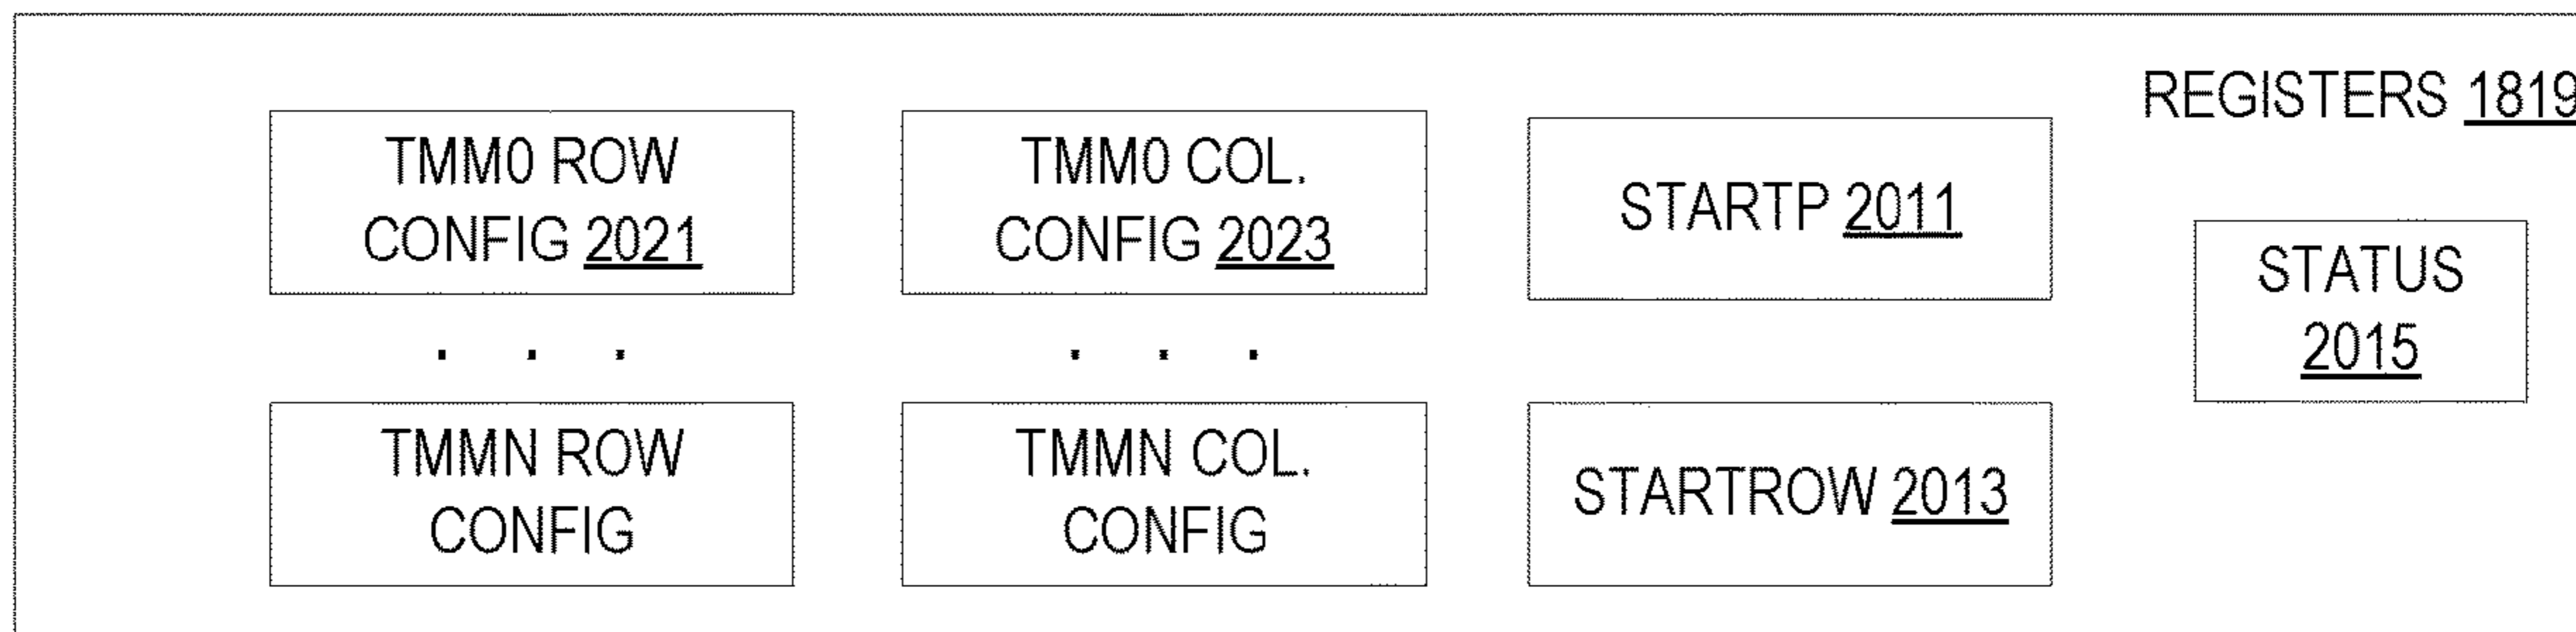 REGISTERS 1819
TMM0 ROW
CONFIG 2021
TMM0 COL.
CONFIG 2023
STARTP 2011
STATUS
2015
. . .
. . .
TMMN ROW
CONFIG
TMMN COL.
CONFIG
STARTROW 2013